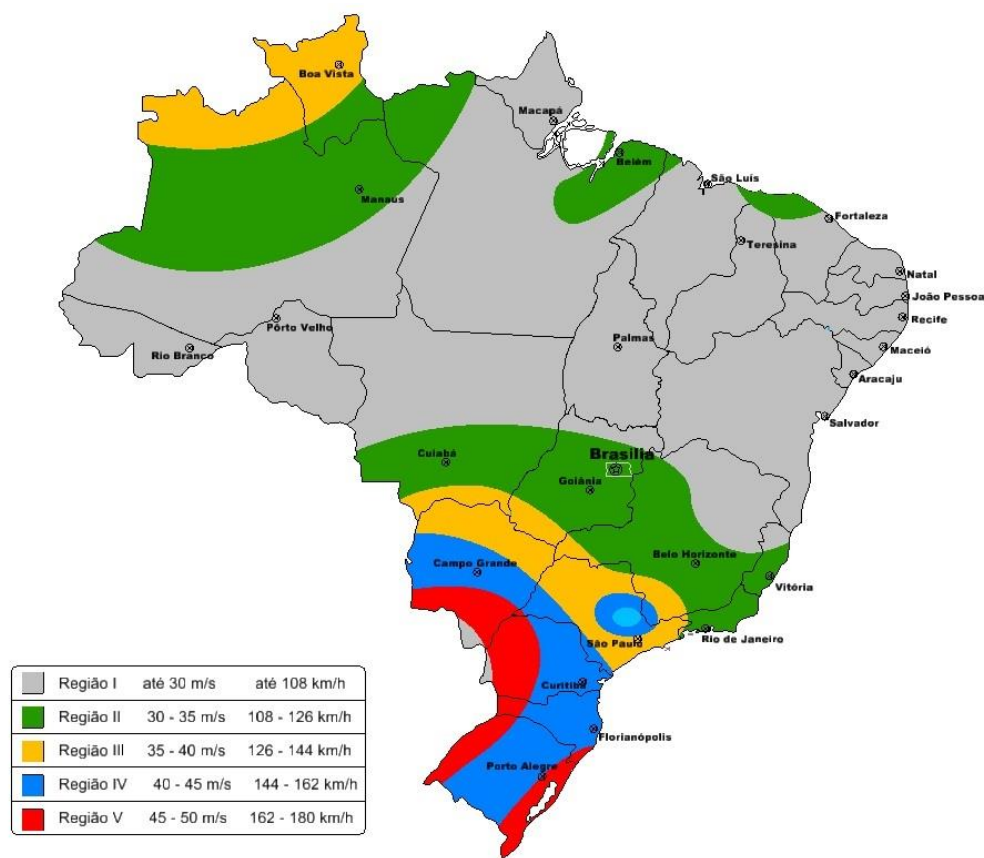 Boa Vista
Macapá
Belém
São Luís
Manaus
Fortaleza
Teresina
Natal
João Pessoa
Pôrto Velho
Recife
Palmas
Rio Branco
Maceió
Aracaju
Salvador
Cuiabá
Brasilia
Goiânia
Belo Horizonte
Campo Grande
Vitória
São Paulo
Rio de Janeiro
Curitiba
Florianópolis
Porto Alegre
Região I até 30 m/s até 108 km/h
Região II 30 - 35 m/s 108 - 126 km/h
Região III 35 - 40 m/s 126 - 144 km/h
Região IV 40 - 45 m/s 144 - 162 km/h
Região V 45 - 50 m/s 162 - 180 km/h